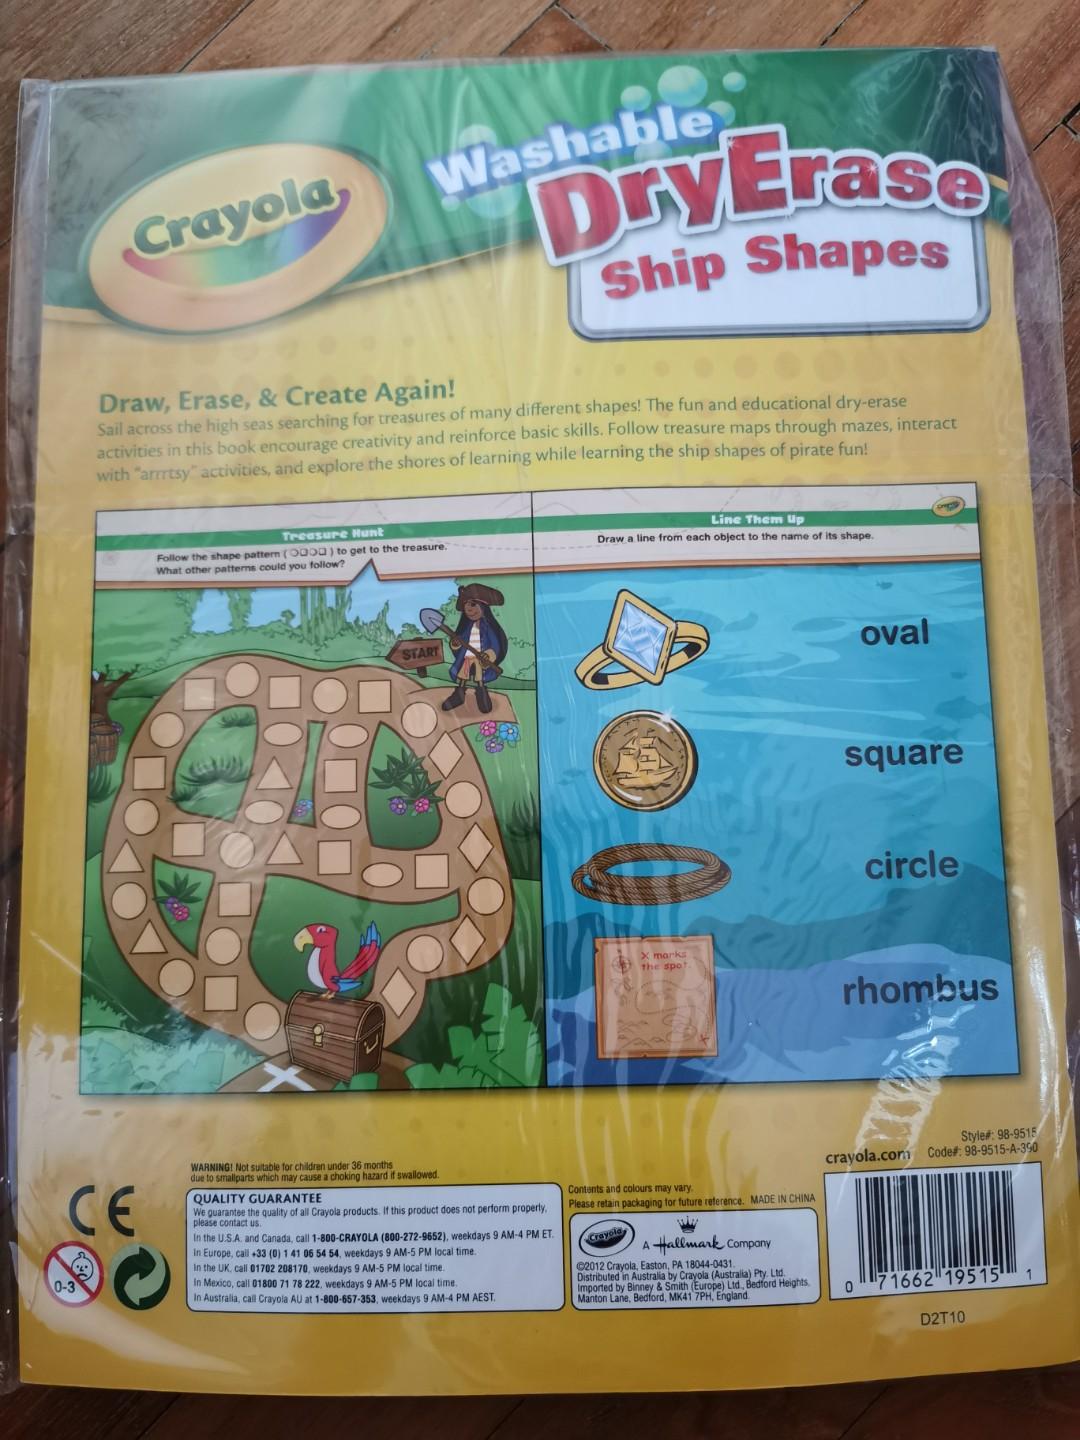 Crayola
Washable
DryErase
Ship Shapes
Draw, Erase, & Create Again!
Sail across the high seas searching for treasures of many different shapes! The fun and educational dry-erase
activities in this book encourage creativity and reinforce basic skills. Follow treasure maps through mazes, interact
with "arrrtsy" activities, and explore the shores of learning while learning the ship shapes of pirate fun!
Treasure Hunt
Follow the shape pattern (○□○□) to get to the treasure.
What other patterns could you follow?
START
Line Them Up
Crayola
Draw a line from each object to the name of its shape.
oval
square
circle
X marks
the spot.
rhombus
Style#: 98-9515
crayola.com Code#: 98-9515-A-390
WARNING! Not suitable for children under 36 months
due to smallparts which may cause a choking hazard if swallowed.
CE
0-3
QUALITY GUARANTEE
We guarantee the quality of all Crayola products. If this product does not perform properly,
please contact us.
In the U.S.A. and Canada, call 1-800-CRAYOLA (800-272-9652), weekdays 9 AM-4 PM ET.
In Europe, call +33 (0) 1 41 06 54 54, weekdays 9 AM-5 PM local time.
In the UK, call 01702 208170, weekdays 9 AM-5 PM local time.
In Mexico, call 01800 71 78 222, weekdays 9 AM-5 PM local time.
In Australia, call Crayola AU at 1-800-657-353, weekdays 9 AM-4 PM AEST.
Contents and colours may vary.
Please retain packaging for future reference. MADE IN CHINA
Crayola
A Hallmark Company
©2012 Crayola, Easton, PA 18044-0431.
Distributed in Australia by Crayola (Australia) Pty. Ltd.
Imported by Binney & Smith (Europe) Ltd., Bedford Heights,
Manton Lane, Bedford, MK41 7PH, England.
0 71662 19515 1
D2T10